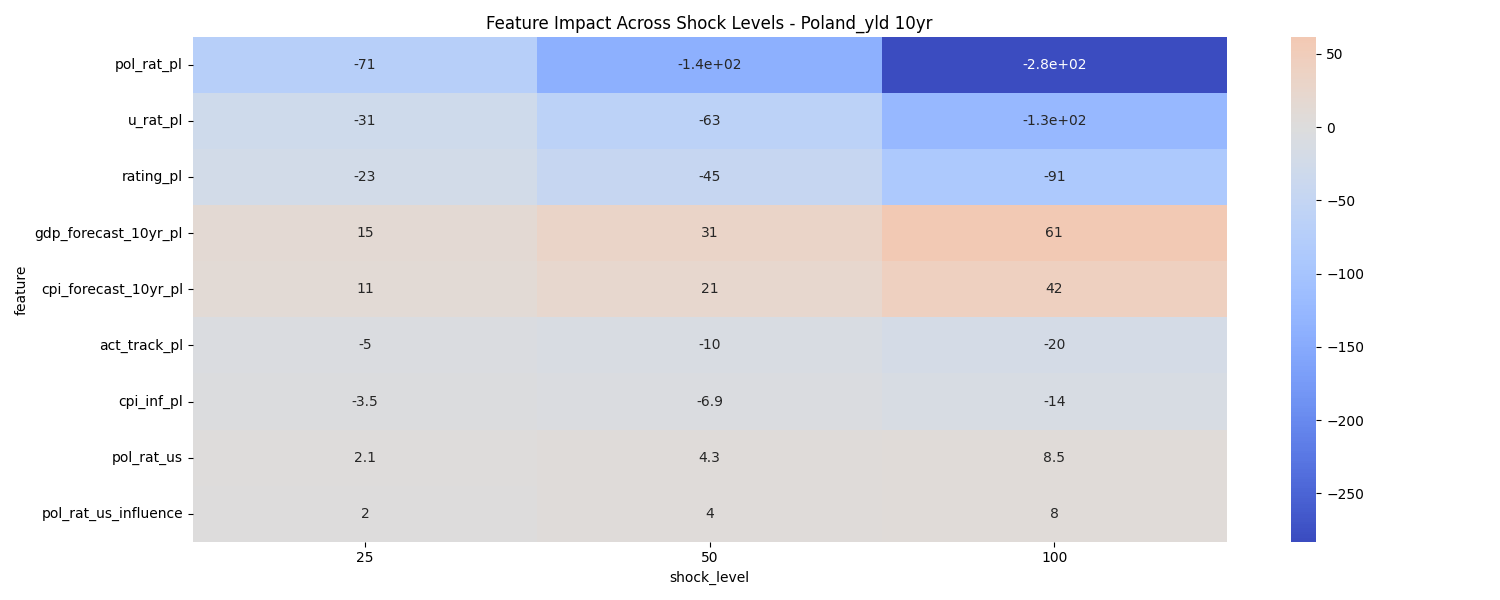 Feature Impact Across Shock Levels - Poland_yld 10yr
feature
pol_rat_pl -71 -1.4e+02 -2.8e+02
u_rat_pl -31 -63 -1.3e+02
rating_pl -23 -45 -91
gdp_forecast_10yr_pl 15 31 61
cpi_forecast_10yr_pl 11 21 42
act_track_pl -5 -10 -20
cpi_inf_pl -3.5 -6.9 -14
pol_rat_us 2.1 4.3 8.5
pol_rat_us_influence 2 4 8
25 50 100
shock_level
50
0
−50
−100
−150
−200
−250